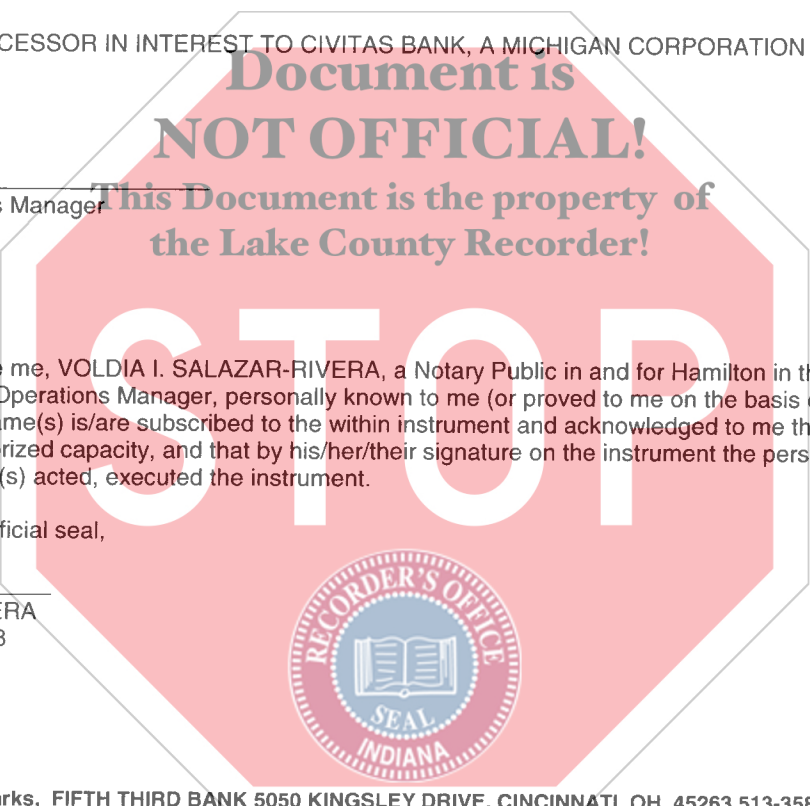 CESSOR IN INTEREST TO CIVITAS BANK, A MICHIGAN CORPORATION
Document is
NOT OFFICIAL!
This Document is the property of
the Lake County Recorder!
s Manager
STOP
e me, VOLDIA I. SALAZAR-RIVERA, a Notary Public in and for Hamilton in th
Operations Manager, personally known to me (or proved to me on the basis
me(s) is/are subscribed to the within instrument and acknowledged to me th
rized capacity, and that by his/her/their signature on the instrument the pers
(s) acted, executed the instrument.
ficial seal,
ERA
RECORDER'S OFFICE
SEAL
INDIANA
arks, FIFTH THIRD BANK 5050 KINGSLEY DRIVE, CINCINNATI, OH 45263 513-358